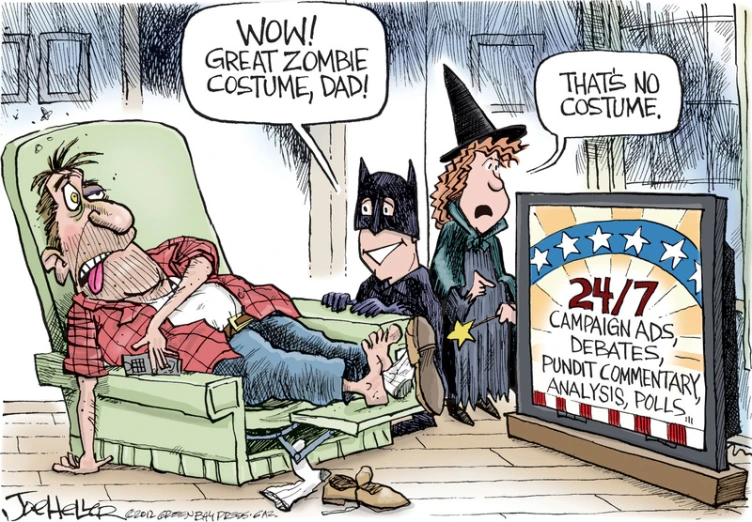 WOW!
GREAT ZOMBIE
COSTUME, DAD!
THAT'S NO
COSTUME.
24/7
CAMPAIGN ADS,
DEBATES,
PUNDIT COMMENTARY,
ANALYSIS, POLLS...
JOE HELLER ©2012 GREEN BAY PRESS-GAZ